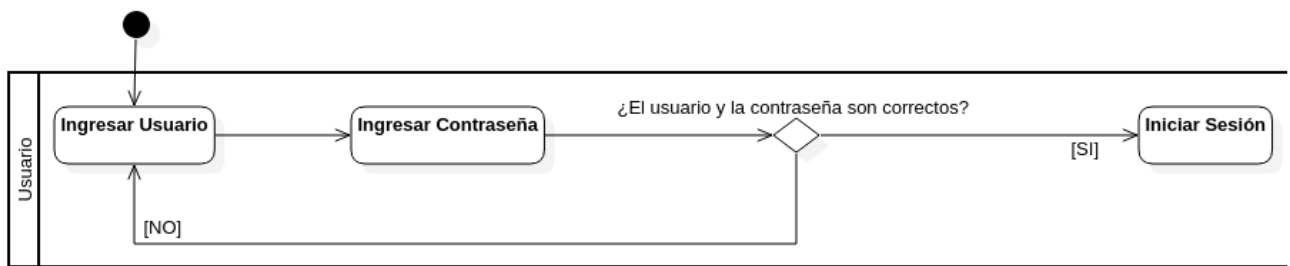 Usuario
Ingresar Usuario
Ingresar Contraseña
¿El usuario y la contraseña son correctos?
[SI]
Iniciar Sesión
[NO]